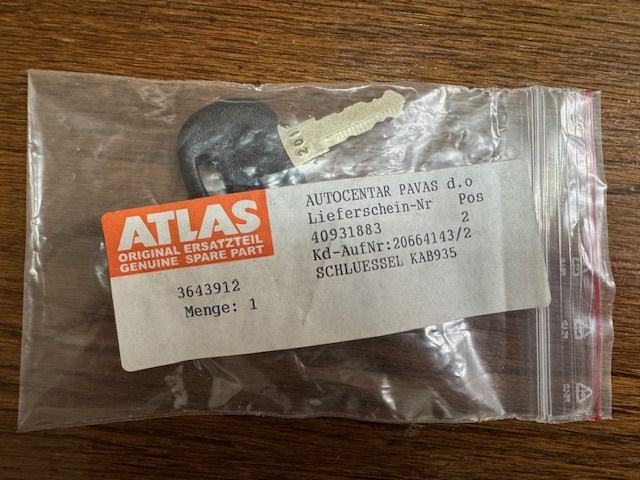 201
ATLAS
ORIGINAL ERSATZTEIL
GENUINE SPARE PART
3643912
Menge: 1
AUTOCENTAR PAVAS d.o
Lieferschein-Nr Pos
40931883 2
Kd-AufNr:20664143/2
SCHLUESSEL KAB935